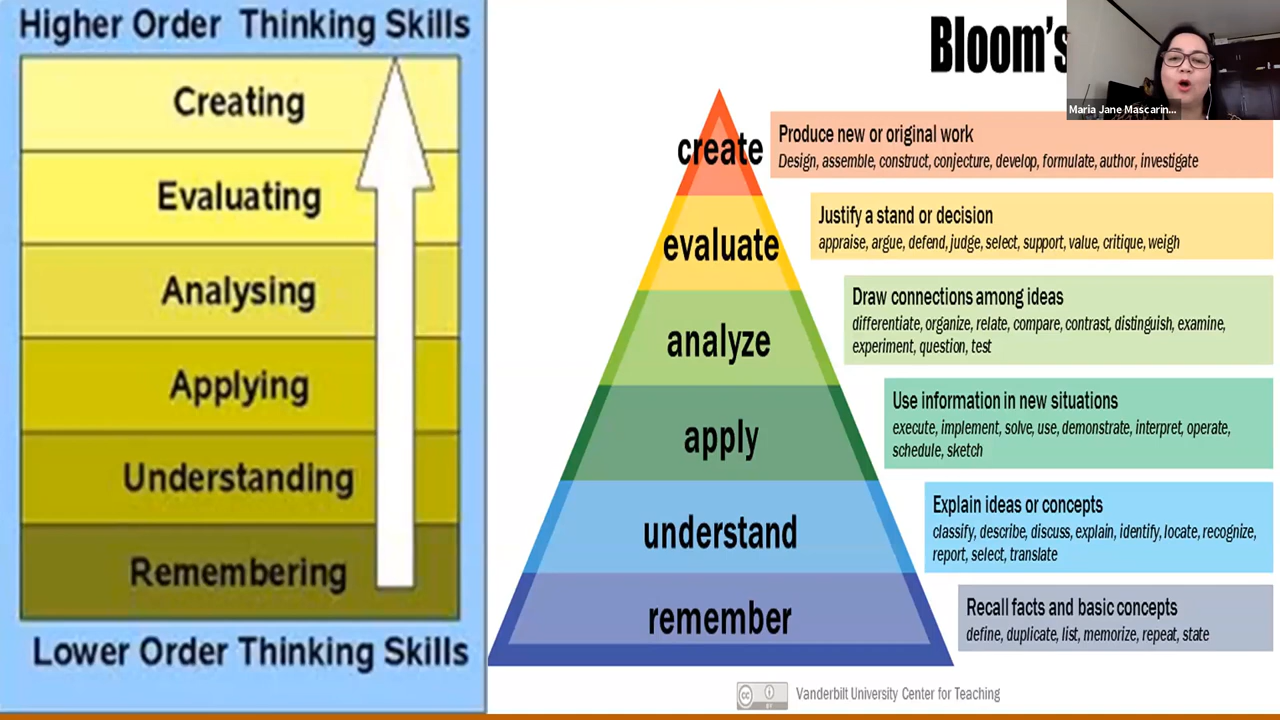 Higher Order Thinking Skills
Creating
Evaluating
Analysing
Applying
Understanding
Remembering
Lower Order Thinking Skills
Bloom's
Maria Jane Mascarin...
create
Produce new or original work
Design, assemble, construct, conjecture, develop, formulate, author, investigate
evaluate
Justify a stand or decision
appraise, argue, defend, judge, select, support, value, critique, weigh
analyze
Draw connections among ideas
differentiate, organize, relate, compare, contrast, distinguish, examine,
experiment, question, test
apply
Use information in new situations
execute, implement, solve, use, demonstrate, interpret, operate,
schedule, sketch
understand
Explain ideas or concepts
classify, describe, discuss, explain, identify, locate, recognize,
report, select, translate
remember
Recall facts and basic concepts
define, duplicate, list, memorize, repeat, state
cc
Vanderbilt University Center for Teaching